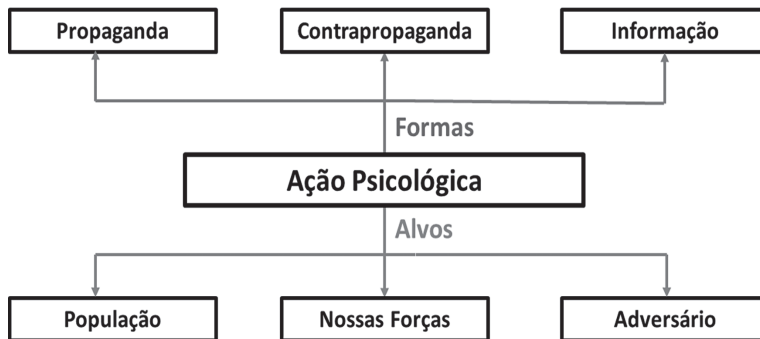 Propaganda
Contrapropaganda
Informação
Formas
Ação Psicológica
Alvos
População
Nossas Forças
Adversário